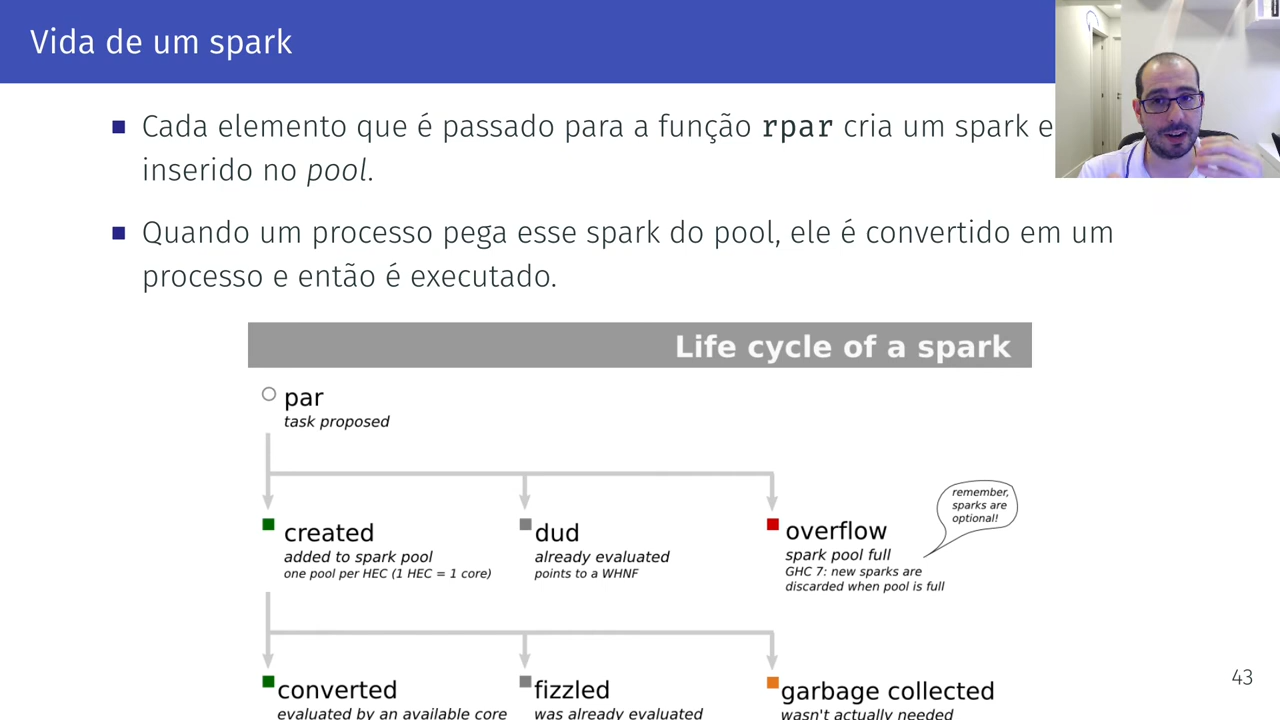 Vida de um spark
Cada elemento que é passado para a função rpar cria um spark e
inserido no pool.
Quando um processo pega esse spark do pool, ele é convertido em um
processo e então é executado.
Life cycle of a spark
par
task proposed
created
added to spark pool
one pool per HEC (1 HEC = 1 core)
dud
already evaluated
points to a WHNF
overflow
spark pool full
GHC 7: new sparks are
discarded when pool is full
remember,
sparks are
optional!
converted
evaluated by an available core
fizzled
was already evaluated
garbage collected
wasn't actually needed
43